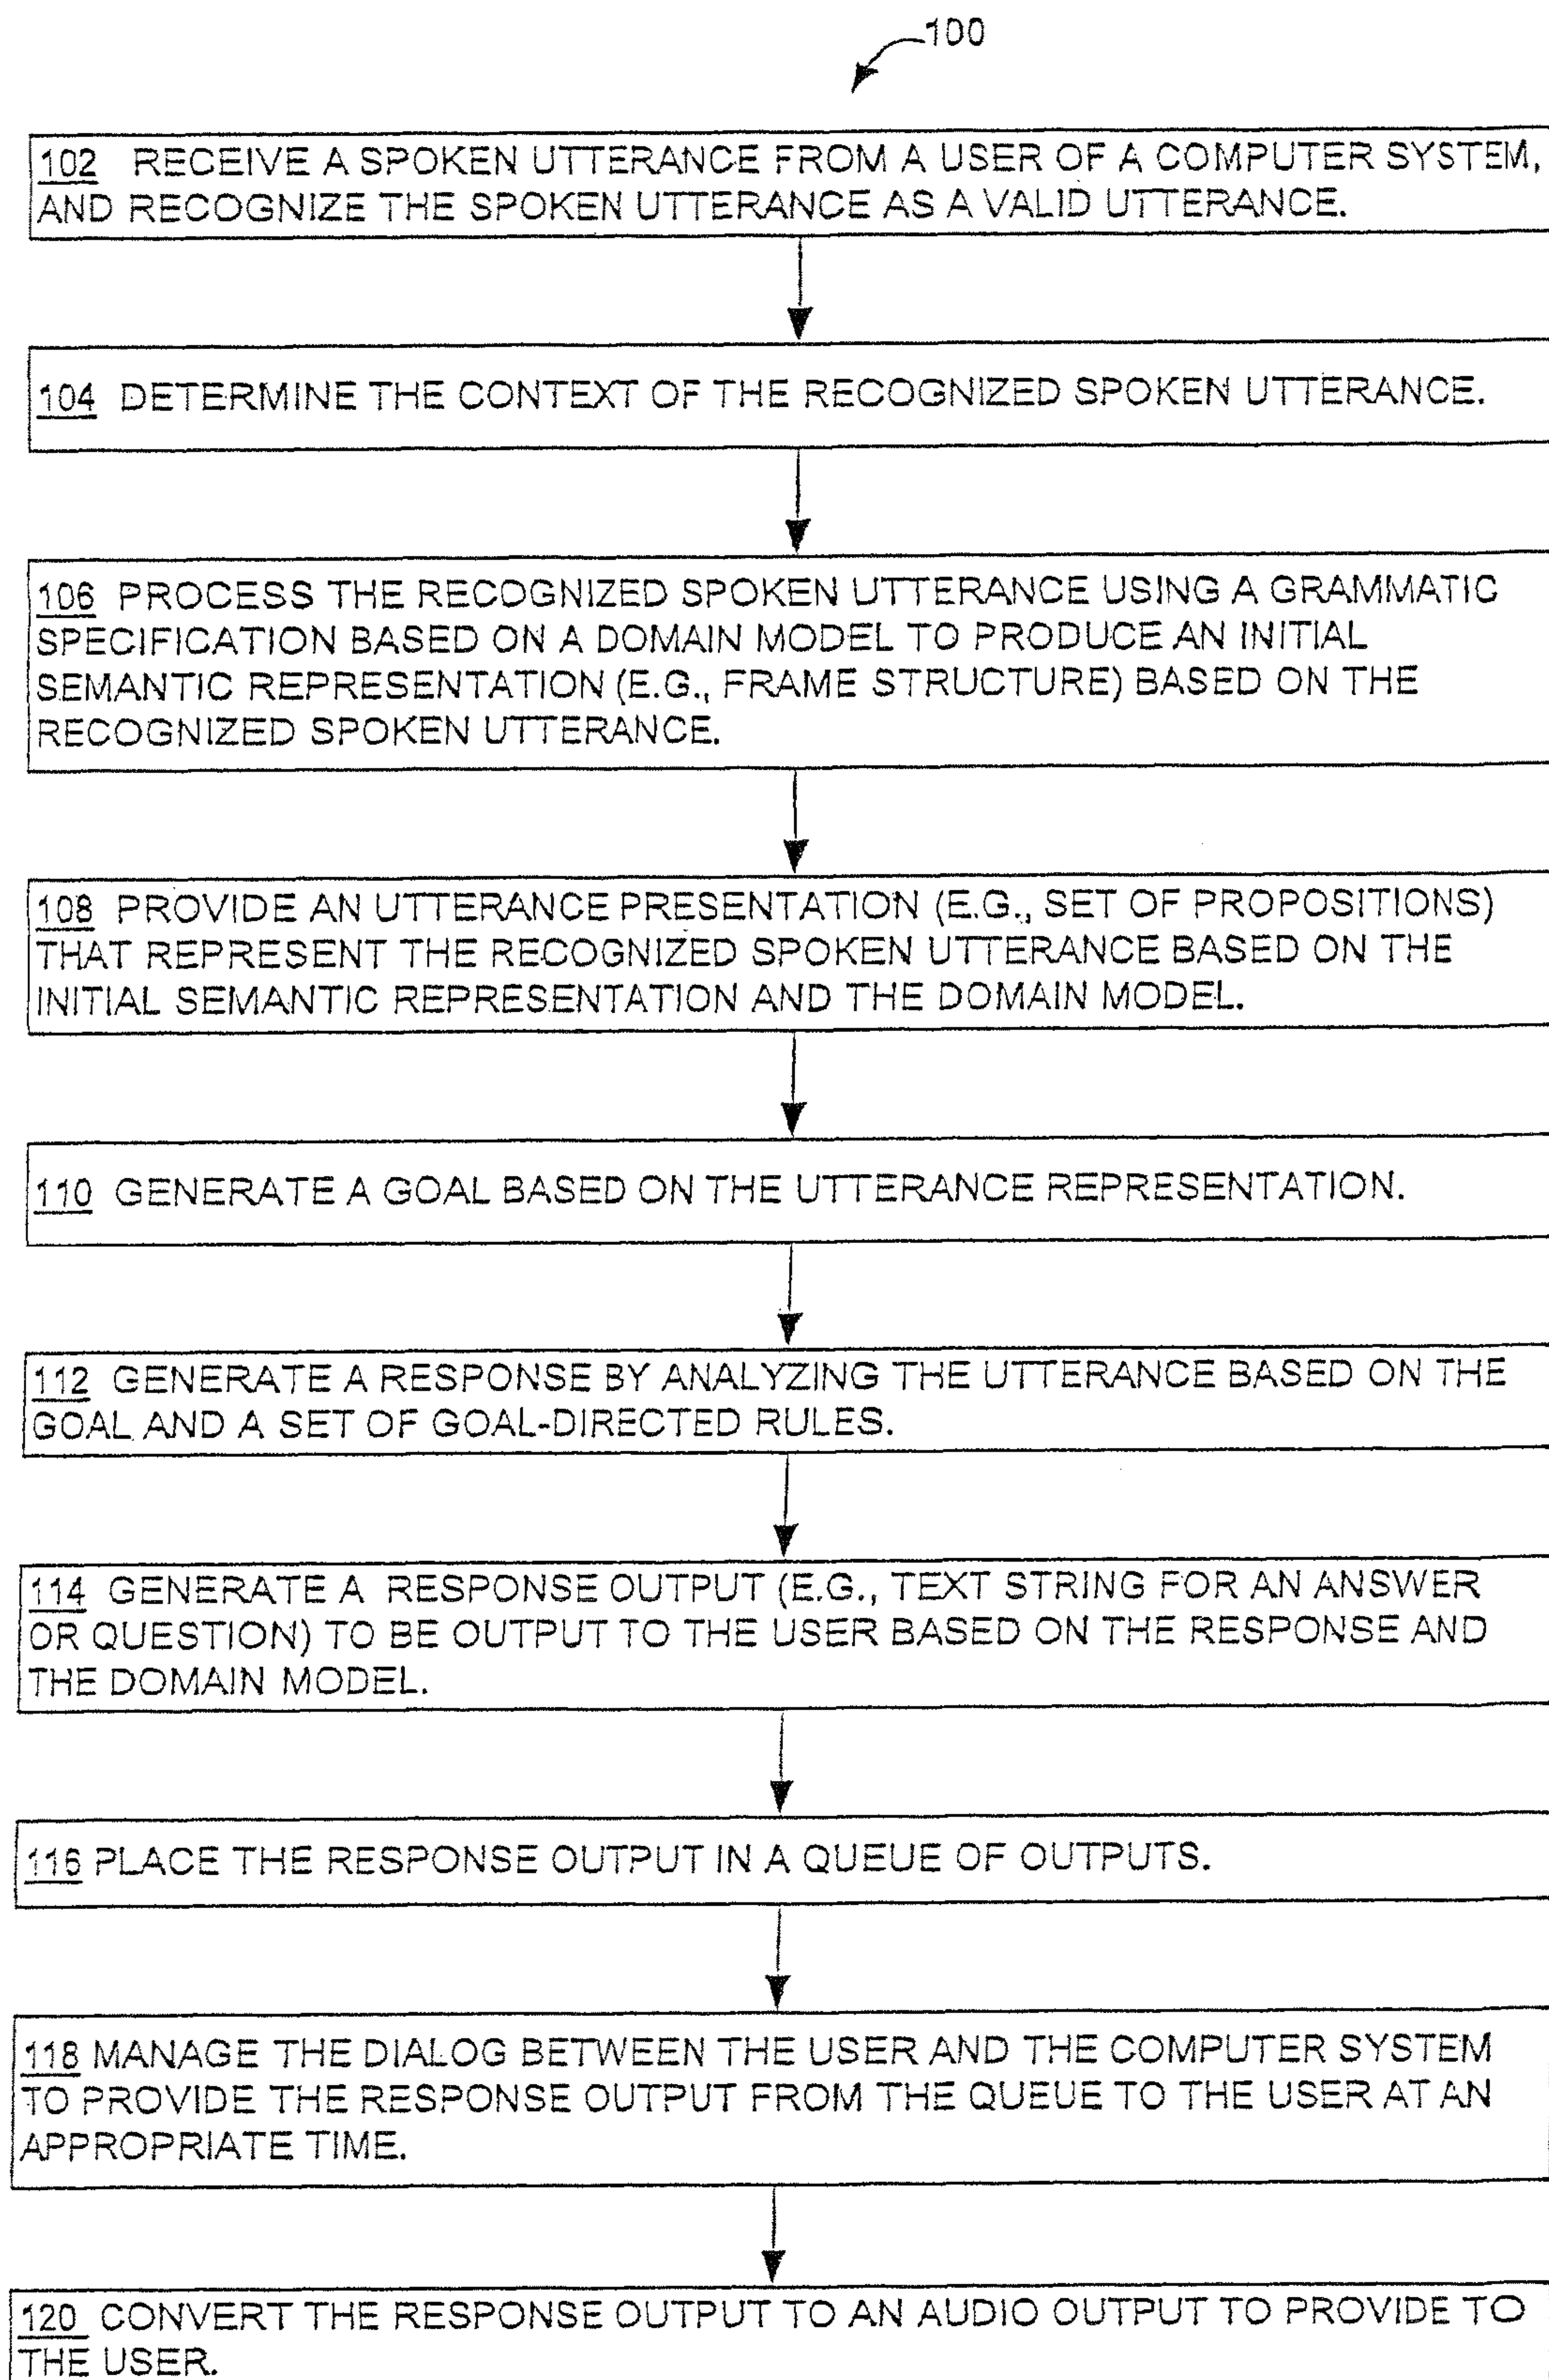 100
102 RECEIVE A SPOKEN UTTERANCE FROM A USER OF A COMPUTER SYSTEM,
AND RECOGNIZE THE SPOKEN UTTERANCE AS A VALID UTTERANCE.
104 DETERMINE THE CONTEXT OF THE RECOGNIZED SPOKEN UTTERANCE.
106 PROCESS THE RECOGNIZED SPOKEN UTTERANCE USING A GRAMMATIC
SPECIFICATION BASED ON A DOMAIN MODEL TO PRODUCE AN INITIAL
SEMANTIC REPRESENTATION (E.G., FRAME STRUCTURE) BASED ON THE
RECOGNIZED SPOKEN UTTERANCE.
108 PROVIDE AN UTTERANCE PRESENTATION (E.G., SET OF PROPOSITIONS)
THAT REPRESENT THE RECOGNIZED SPOKEN UTTERANCE BASED ON THE
INITIAL SEMANTIC REPRESENTATION AND THE DOMAIN MODEL.
110 GENERATE A GOAL BASED ON THE UTTERANCE REPRESENTATION.
112 GENERATE A RESPONSE BY ANALYZING THE UTTERANCE BASED ON THE
GOAL AND A SET OF GOAL-DIRECTED RULES.
114 GENERATE A RESPONSE OUTPUT (E.G., TEXT STRING FOR AN ANSWER
OR QUESTION) TO BE OUTPUT TO THE USER BASED ON THE RESPONSE AND
THE DOMAIN MODEL.
116 PLACE THE RESPONSE OUTPUT IN A QUEUE OF OUTPUTS.
118 MANAGE THE DIALOG BETWEEN THE USER AND THE COMPUTER SYSTEM
TO PROVIDE THE RESPONSE OUTPUT FROM THE QUEUE TO THE USER AT AN
APPROPRIATE TIME.
120 CONVERT THE RESPONSE OUTPUT TO AN AUDIO OUTPUT TO PROVIDE TO
THE USER.